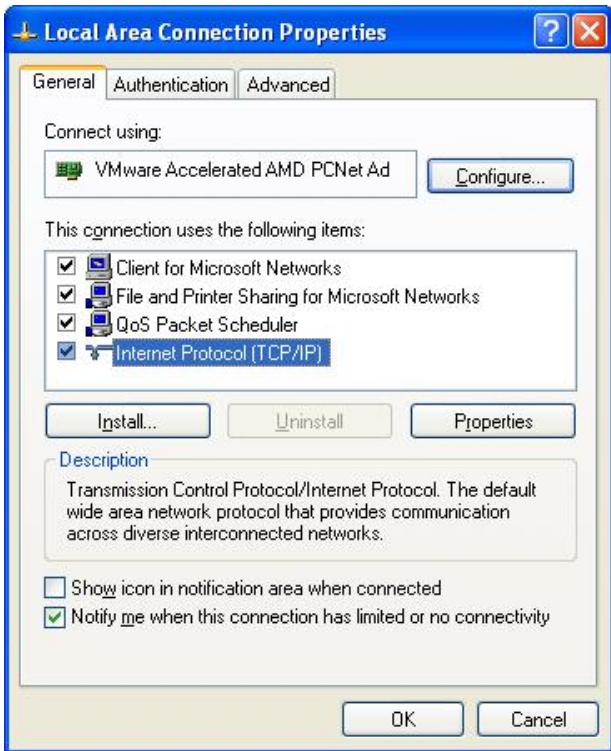 Local Area Connection Properties
General Authentication Advanced
Connect using:
VMware Accelerated AMD PCNet Ad
Configure...
This connection uses the following items:
Client for Microsoft Networks
File and Printer Sharing for Microsoft Networks
QoS Packet Scheduler
Internet Protocol (TCP/IP)
Install... Uninstall Properties
Description
Transmission Control Protocol/Internet Protocol. The default
wide area network protocol that provides communication
across diverse interconnected networks.
Show icon in notification area when connected
Notify me when this connection has limited or no connectivity
OK Cancel